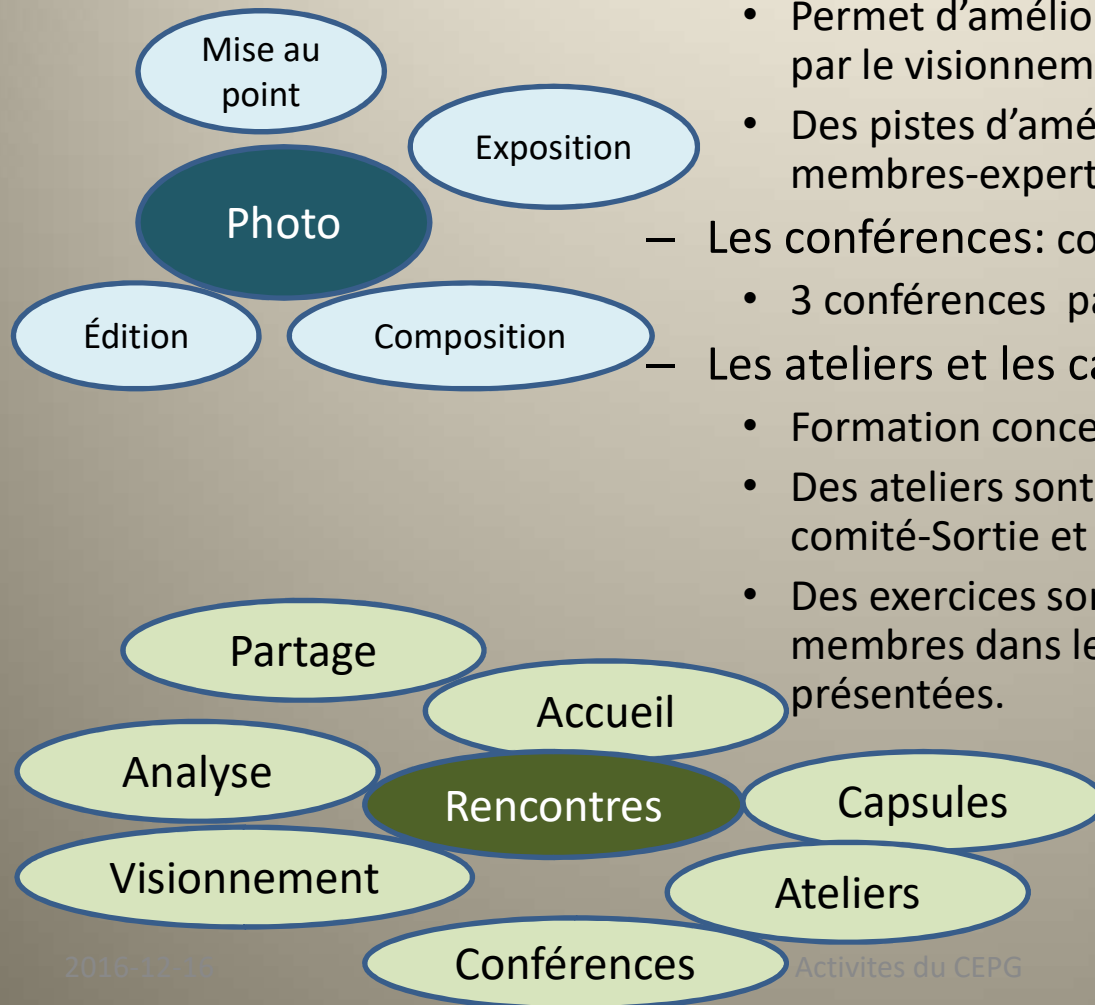 Mise au
point
Exposition
Photo
Édition
Composition
• Permet d’amélio
par le visionnem
• Des pistes d’amé
membres-expert
– Les conférences: co
• 3 conférences pa
– Les ateliers et les ca
• Formation conce
• Des ateliers sont
comité-Sortie et
• Des exercices sor
membres dans le
présentées.
Partage
Accueil
Analyse
Rencontres
Capsules
Visionnement
Ateliers
Conférences
Activites du CEPG